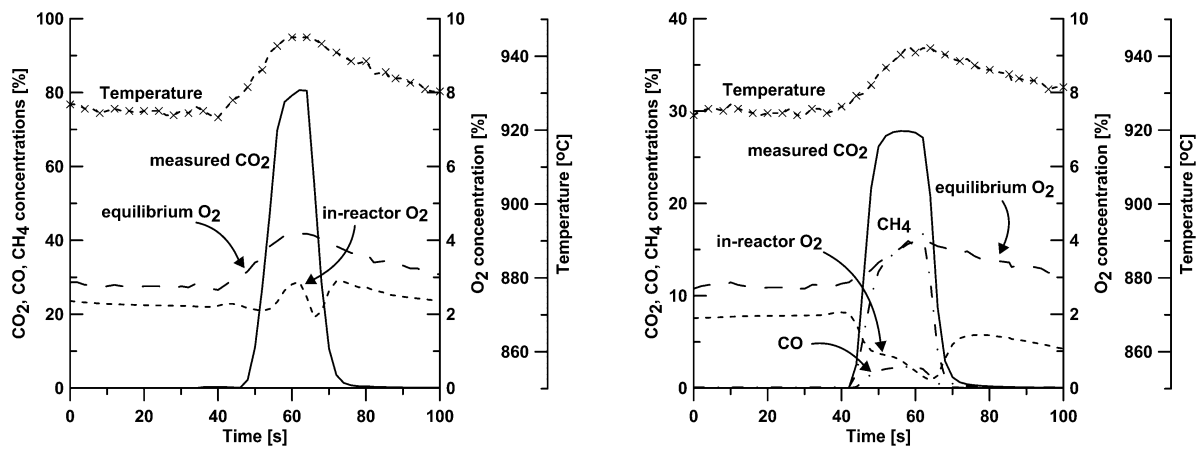 100
80
60
40
20
0
CO2, CO, CH4 concentrations [%]
10
8
6
4
2
0
O2 conceentration [%]
940
920
900
880
860
Temperature [oC]
Temperature
measured CO2
equilibrium O2
in-reactor O2
0 20 40 60 80 100
Time [s]
40
30
20
10
0
CO2, CO, CH4 concentrations [%]
10
8
6
4
2
0
O2 conceentration [%]
940
920
900
880
860
Temperature [oC]
Temperature
measured CO2
equilibrium O2
CH4
in-reactor O2
CO
0 20 40 60 80 100
Time [s]